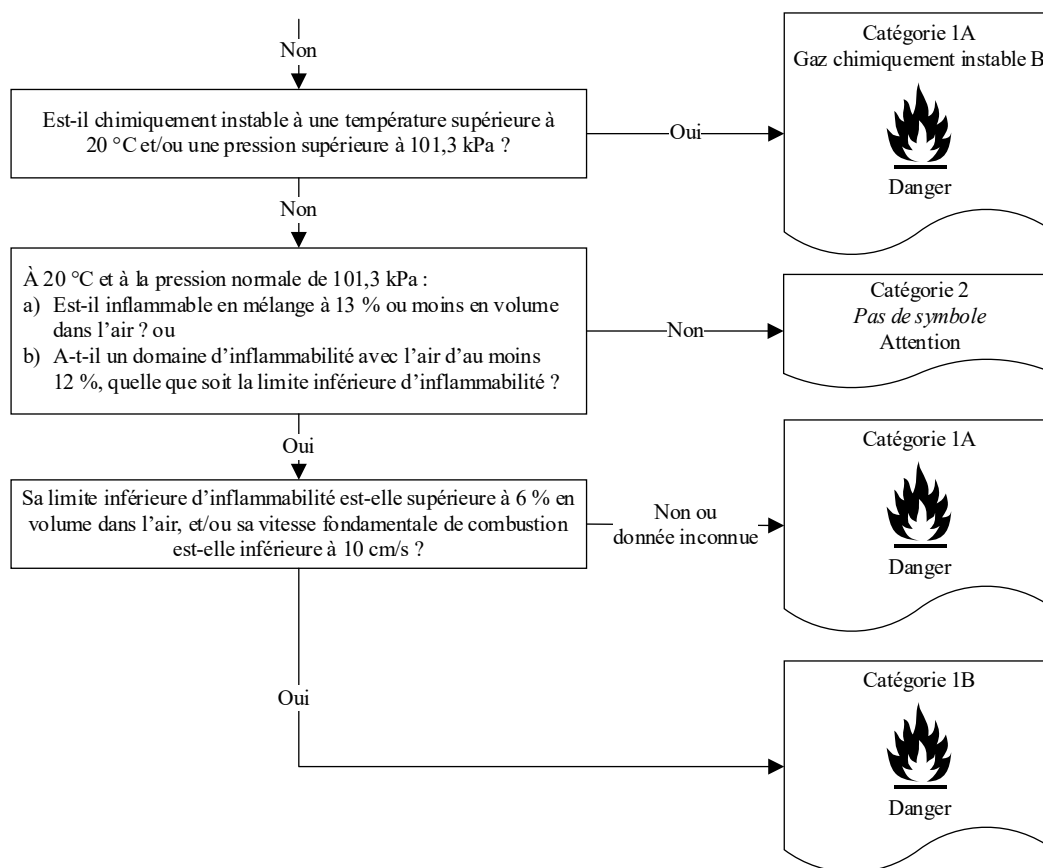 Non
Catégorie 1A
Gaz chimiquement instable B
Danger
Est-il chimiquement instable à une température supérieure à
20 °C et/ou une pression supérieure à 101,3 kPa ?
Oui
Non
À 20 °C et à la pression normale de 101,3 kPa :
a) Est-il inflammable en mélange à 13 % ou moins en volume
dans l’air ? ou
b) A-t-il un domaine d’inflammabilité avec l’air d’au moins
12 %, quelle que soit la limite inférieure d’inflammabilité ?
Non
Catégorie 2
Pas de symbole
Attention
Oui
Sa limite inférieure d’inflammabilité est-elle supérieure à 6 % en
volume dans l’air, et/ou sa vitesse fondamentale de combustion
est-elle inférieure à 10 cm/s ?
Non ou
donnée inconnue
Catégorie 1A
Danger
Oui
Catégorie 1B
Danger